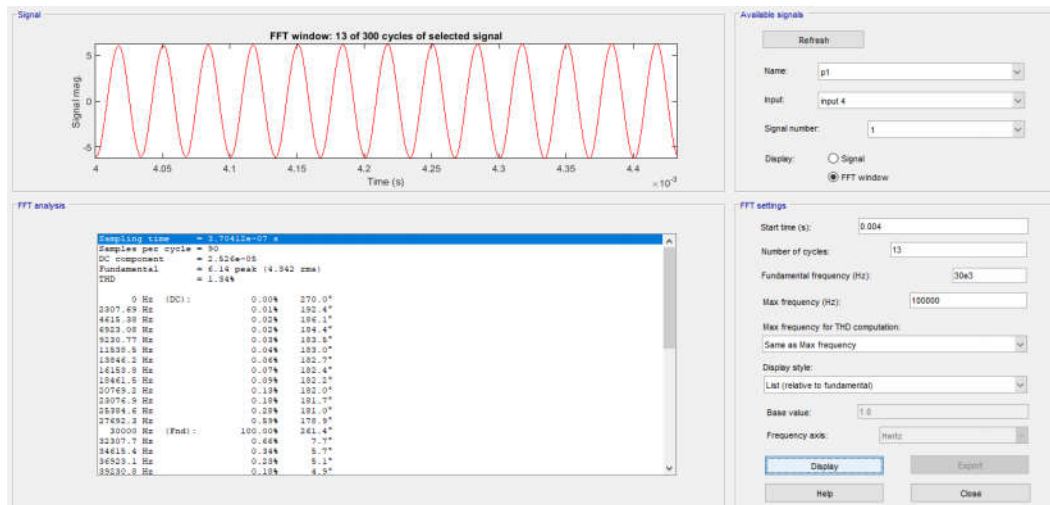 Signal
FFT window: 13 of 300 cycles of selected signal
Signal mag.
5
0
-5
4
4.05
4.1
4.15
4.2
4.25
4.3
4.35
4.4
Time (s)
×10⁻³
Available signals
Refresh
Name:
p1
Input:
input 4
Signal number:
1
Display:
Signal
FFT window
FFT analysis
Sampling time = 3.70412e-07 s
Samples per cycle = 90
DC component = 2.526e-05
Fundamental = 6.14 peak (4.342 rms)
THD = 1.34%
0 Hz (DC): 0.00% 270.0°
2307.69 Hz 0.01% 192.4°
4615.38 Hz 0.02% 186.1°
6923.08 Hz 0.02% 184.4°
9230.77 Hz 0.03% 183.5°
11538.5 Hz 0.04% 183.0°
13846.2 Hz 0.06% 182.7°
16153.8 Hz 0.07% 182.4°
18461.5 Hz 0.09% 182.2°
20769.2 Hz 0.13% 182.0°
23076.9 Hz 0.18% 181.7°
25384.6 Hz 0.28% 181.0°
27692.3 Hz 0.59% 178.9°
30000 Hz (Fnd): 100.00% 261.4°
32307.7 Hz 0.66% 7.7°
34615.4 Hz 0.34% 5.7°
36923.1 Hz 0.23% 5.1°
39230.8 Hz 0.18% 4.9°
FFT settings
Start time (s):
0.004
Number of cycles:
13
Fundamental frequency (Hz):
30e3
Max frequency (Hz):
100000
Max frequency for THD computation:
Same as Max frequency
Display style:
List (relative to fundamental)
Base value:
1.0
Frequency axis:
Hertz
Display
Export
Help
Close